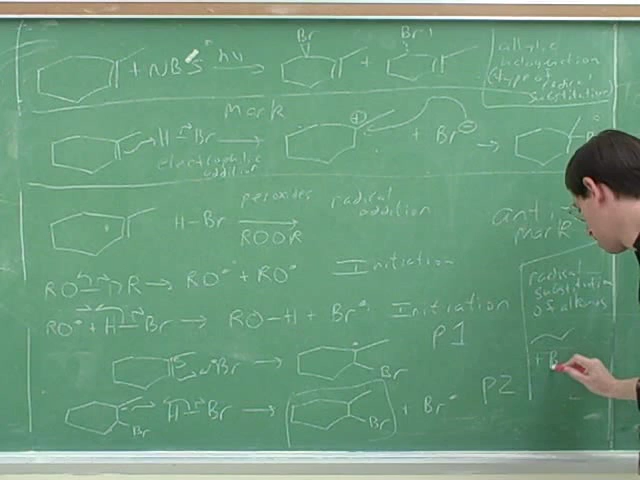 + NBS hν → Br + Br
allylic
halogenation
(type of
radical
substitution)
mark
H–Br → ⊕ + Br⊖ →
electrophilic
addition
H–Br peroxides radical
ROOR addition
anti
mark
RO–OR → RO• + RO• Initiation
RO• + H–Br → RO–H + Br• Initiation
P1
•Br → Br
Br H–Br → Br + Br• P2
radical
substitution
of alkanes
+ B